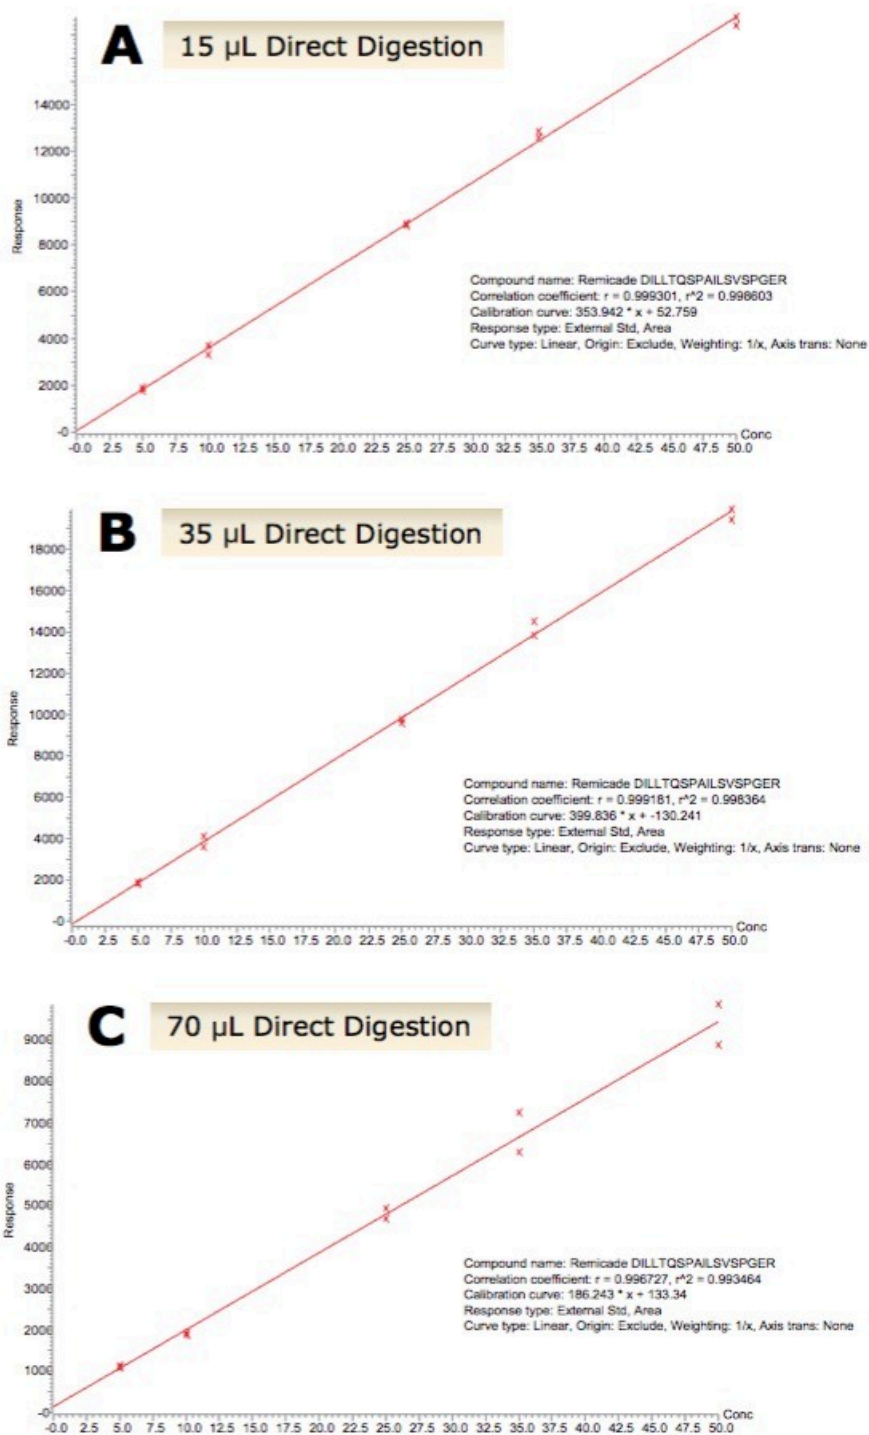 A
15 µL Direct Digestion
14000
12000
10000
8000
6000
4000
2000
-0
Response
Compound name: Remicade DILLTQSPAILSVSPGER
Correlation coefficient: r = 0.999301, r^2 = 0.998603
Calibration curve: 353.942 * x + 52.759
Response type: External Std, Area
Curve type: Linear, Origin: Exclude, Weighting: 1/x, Axis trans: None
-0.0 2.5 5.0 7.5 10.0 12.5 15.0 17.5 20.0 22.5 25.0 27.5 30.0 32.5 35.0 37.5 40.0 42.5 45.0 47.5 50.0
Conc
B
35 µL Direct Digestion
18000
16000
14000
12000
10000
8000
6000
4000
2000
-0
Response
Compound name: Remicade DILLTQSPAILSVSPGER
Correlation coefficient: r = 0.999181, r^2 = 0.998364
Calibration curve: 399.836 * x + -130.241
Response type: External Std, Area
Curve type: Linear, Origin: Exclude, Weighting: 1/x, Axis trans: None
-0.0 2.5 5.0 7.5 10.0 12.5 15.0 17.5 20.0 22.5 25.0 27.5 30.0 32.5 35.0 37.5 40.0 42.5 45.0 47.5 50.0
Conc
C
70 µL Direct Digestion
9000
8000
7000
6000
5000
4000
3000
2000
1000
-0
Response
Compound name: Remicade DILLTQSPAILSVSPGER
Correlation coefficient: r = 0.996727, r^2 = 0.993464
Calibration curve: 186.243 * x + 133.34
Response type: External Std, Area
Curve type: Linear, Origin: Exclude, Weighting: 1/x, Axis trans: None
-0.0 2.5 5.0 7.5 10.0 12.5 15.0 17.5 20.0 22.5 25.0 27.5 30.0 32.5 35.0 37.5 40.0 42.5 45.0 47.5 50.0
Conc